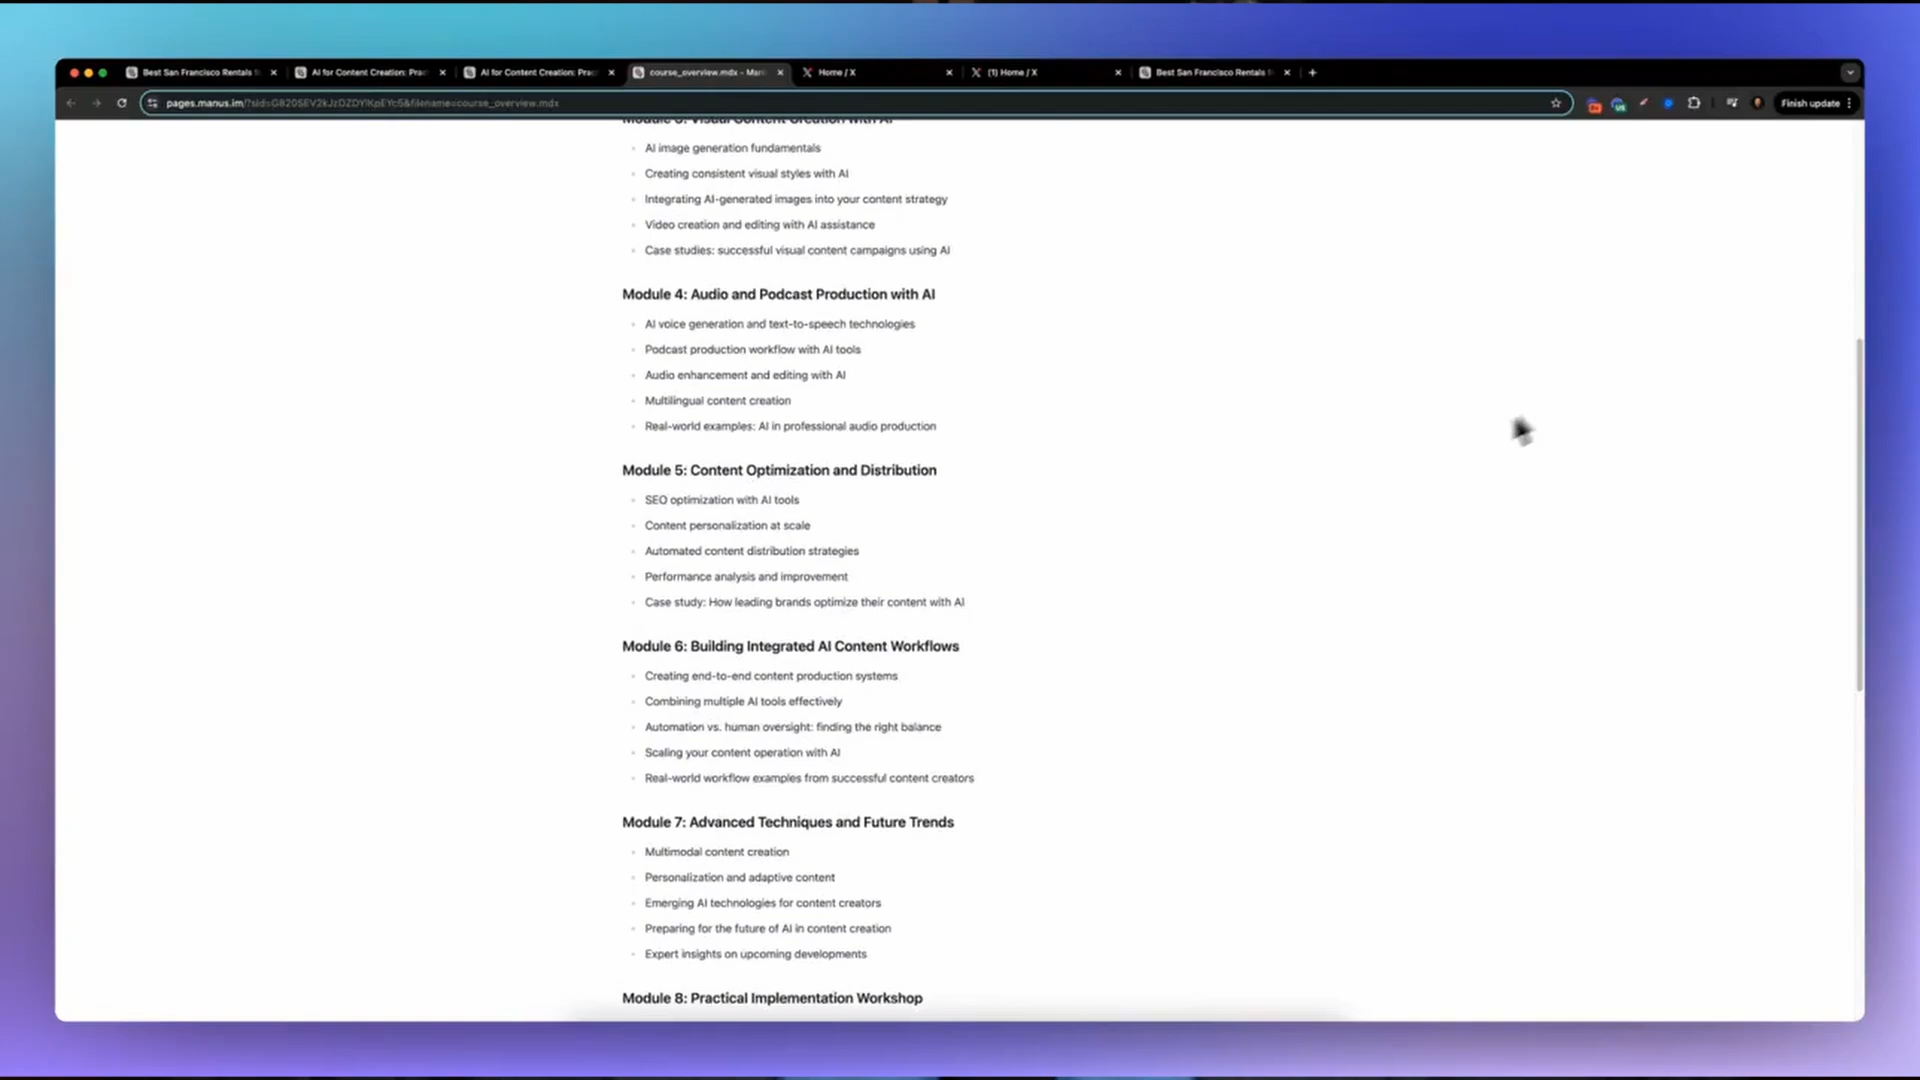 Best San Francisco Rentals
AI for Content Creation: Prac
AI for Content Creation: Prac
course_overview.mdx - Man
Home / X
(1) Home / X
Best San Francisco Rentals
Finish update
Module 3: Visual Content Creation with AI
AI image generation fundamentals
Creating consistent visual styles with AI
Integrating AI-generated images into your content strategy
Video creation and editing with AI assistance
Case studies: successful visual content campaigns using AI
Module 4: Audio and Podcast Production with AI
AI voice generation and text-to-speech technologies
Podcast production workflow with AI tools
Audio enhancement and editing with AI
Multilingual content creation
Real-world examples: AI in professional audio production
Module 5: Content Optimization and Distribution
SEO optimization with AI tools
Content personalization at scale
Automated content distribution strategies
Performance analysis and improvement
Case study: How leading brands optimize their content with AI
Module 6: Building Integrated AI Content Workflows
Creating end-to-end content production systems
Combining multiple AI tools effectively
Automation vs. human oversight: finding the right balance
Scaling your content operation with AI
Real-world workflow examples from successful content creators
Module 7: Advanced Techniques and Future Trends
Multimodal content creation
Personalization and adaptive content
Emerging AI technologies for content creators
Preparing for the future of AI in content creation
Expert insights on upcoming developments
Module 8: Practical Implementation Workshop